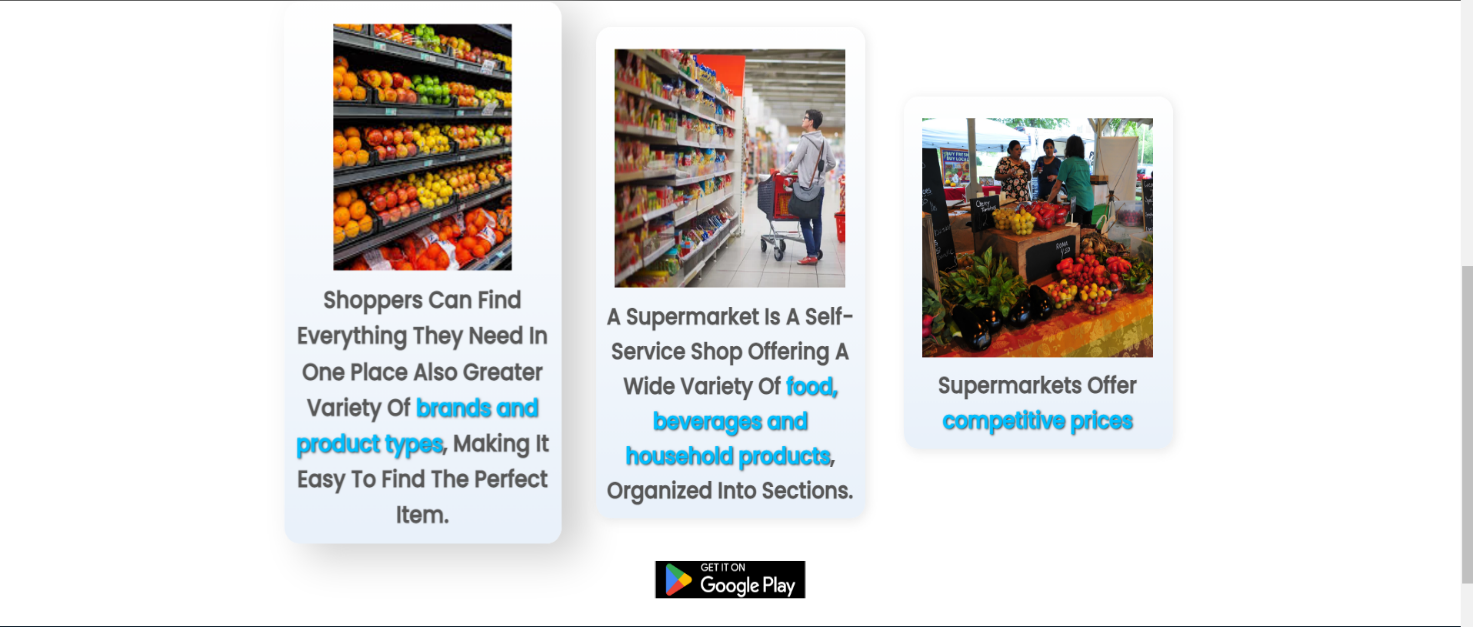 Shoppers Can Find
Everything They Need In
One Place Also Greater
Variety Of brands and
product types, Making It
Easy To Find The Perfect
Item.
A Supermarket Is A Self-
Service Shop Offering A
Wide Variety Of food,
beverages and
household products,
Organized Into Sections.
Supermarkets Offer
competitive prices
GET IT ON
Google Play